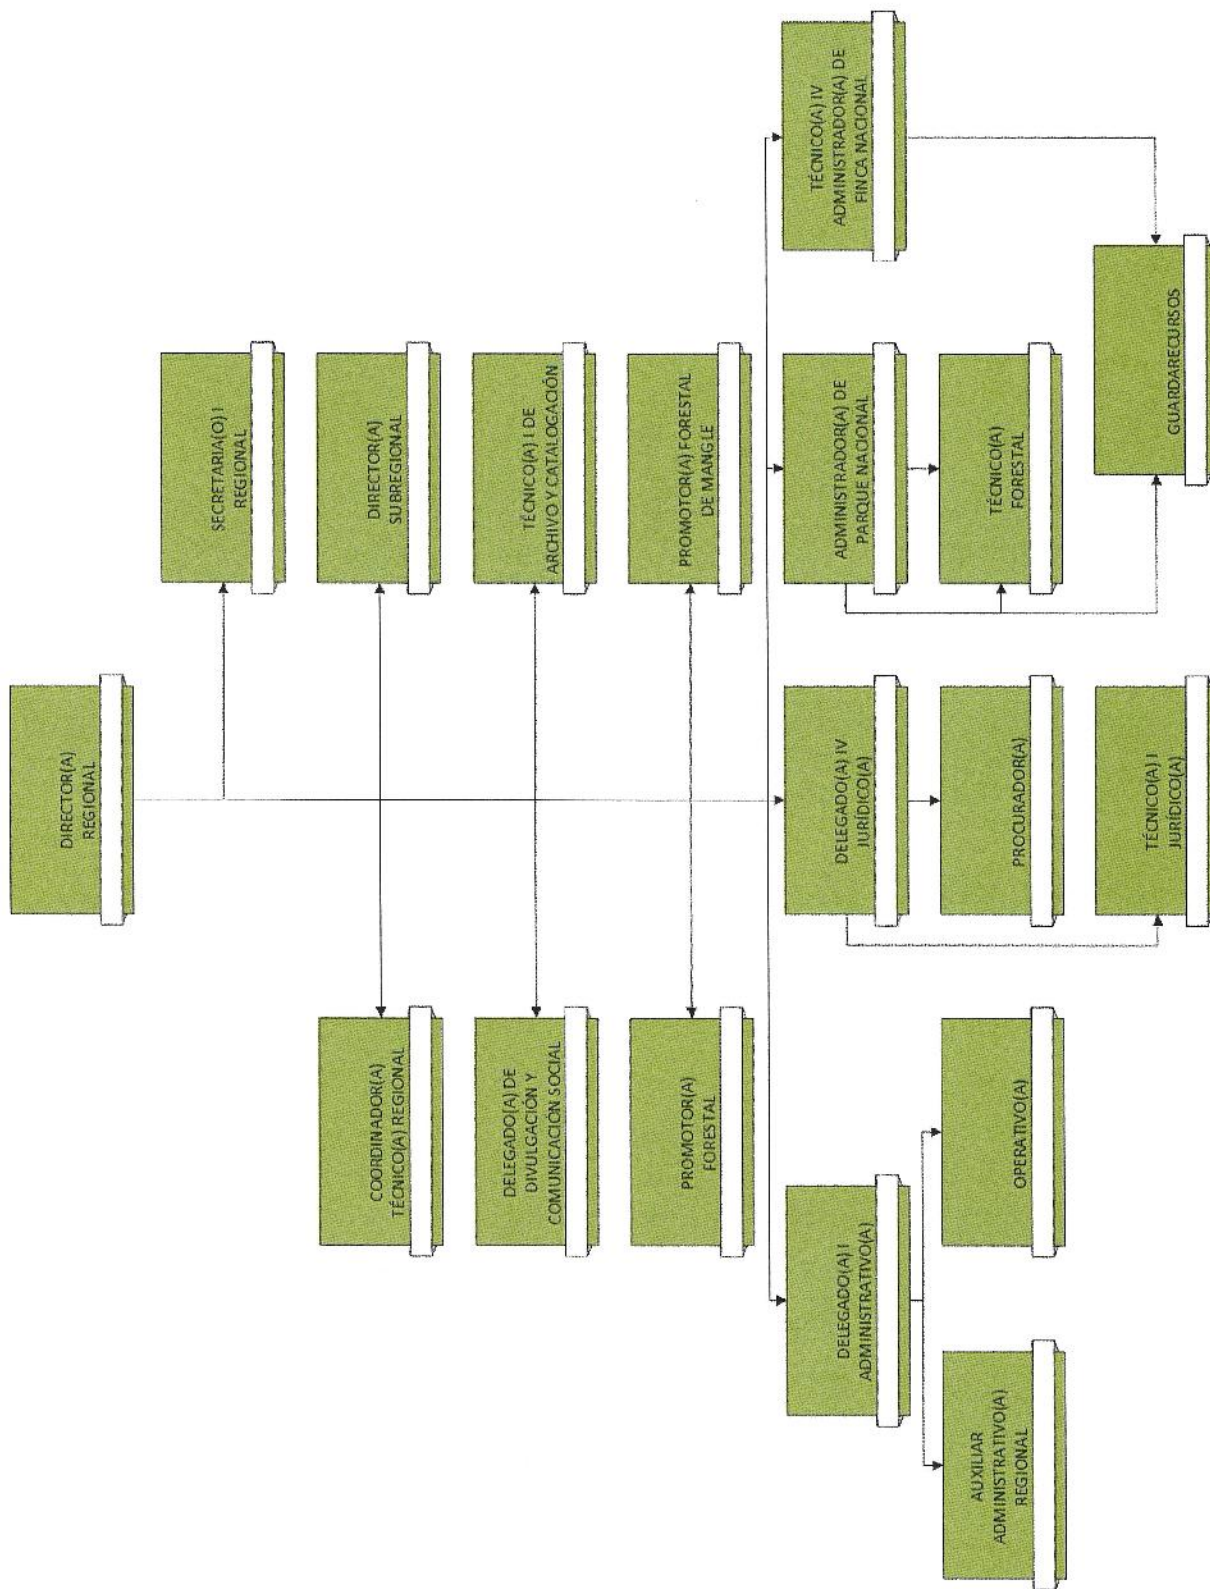 DIRECTOR(A)
REGIONAL
SECRETARIA(O) I
REGIONAL
COORDINADOR(A)
TÉCNICO(A) REGIONAL
DIRECTOR(A)
SUBREGIONAL
DELEGADO(A) DE
DIVULGACIÓN Y
COMUNICACIÓN SOCIAL
TÉCNICO(A) I DE
ARCHIVO Y CATALOGACIÓN
PROMOTOR(A)
FORESTAL
PROMOTOR(A) FORESTAL
DE MANGLE
DELEGADO(A) I
ADMINISTRATIVO(A)
DELEGADO(A) IV
JURÍDICO(A)
ADMINISTRADOR(A) DE
PARQUE NACIONAL
TÉCNICO(A) IV
ADMINISTRADOR(A) DE
FINCA NACIONAL
AUXILIAR
ADMINISTRATIVO(A)
REGIONAL
OPERATIVO(A)
PROCURADOR(A)
TÉCNICO(A)
FORESTAL
TÉCNICO(A) I
JURÍDICO(A)
GUARDARECURSOS